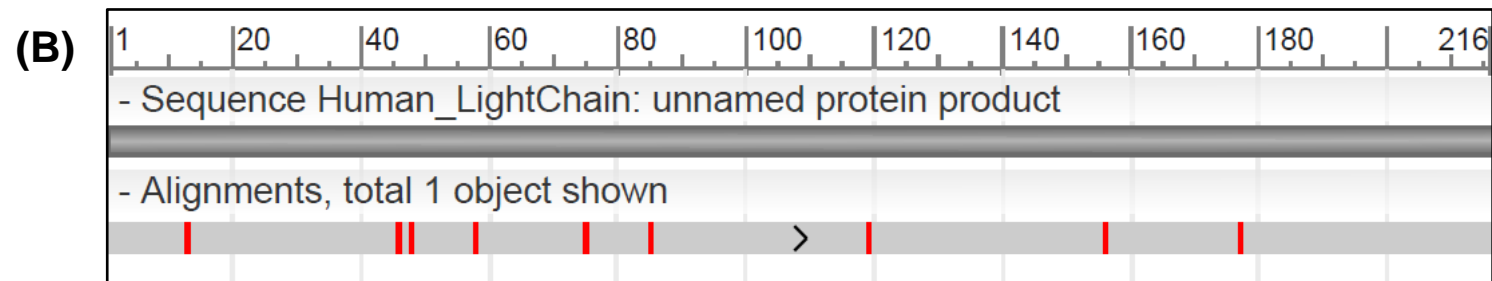 (B)
1 20 40 60 80 100 120 140 160 180 216
- Sequence Human_LightChain: unnamed protein product
- Alignments, total 1 object shown